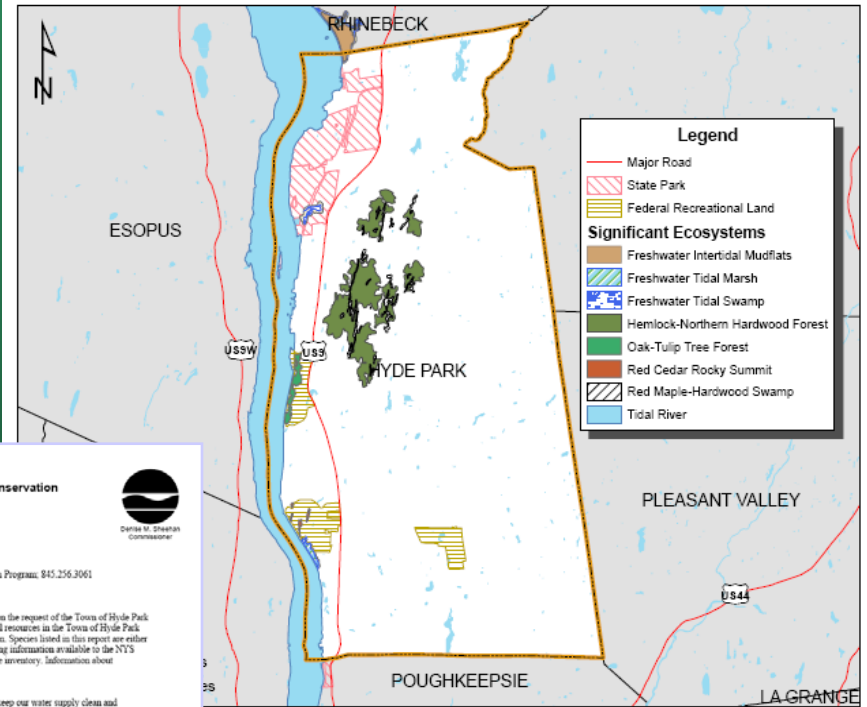 RHINEBECK
N
Legend
Major Road
State Park
Federal Recreational Land
Significant Ecosystems
Freshwater Intertidal Mudflats
Freshwater Tidal Marsh
Freshwater Tidal Swamp
Hemlock-Northern Hardwood Forest
Oak-Tulip Tree Forest
Red Cedar Rocky Summit
Red Maple-Hardwood Swamp
Tidal River
ESOPUS
US9W
US9
HYDE PARK
PLEASANT VALLEY
US44
POUGHKEEPSIE
LA GRANGE
nservation
Denise M. Sheehan
Commissioner
Program; 845.256.3061
n the request of the Town of Hyde Park
l resources in the Town of Hyde Park
n. Species listed in this report are either
ng information available to the NYS
e inventory. Information about
keep our water supply clean and
s
es